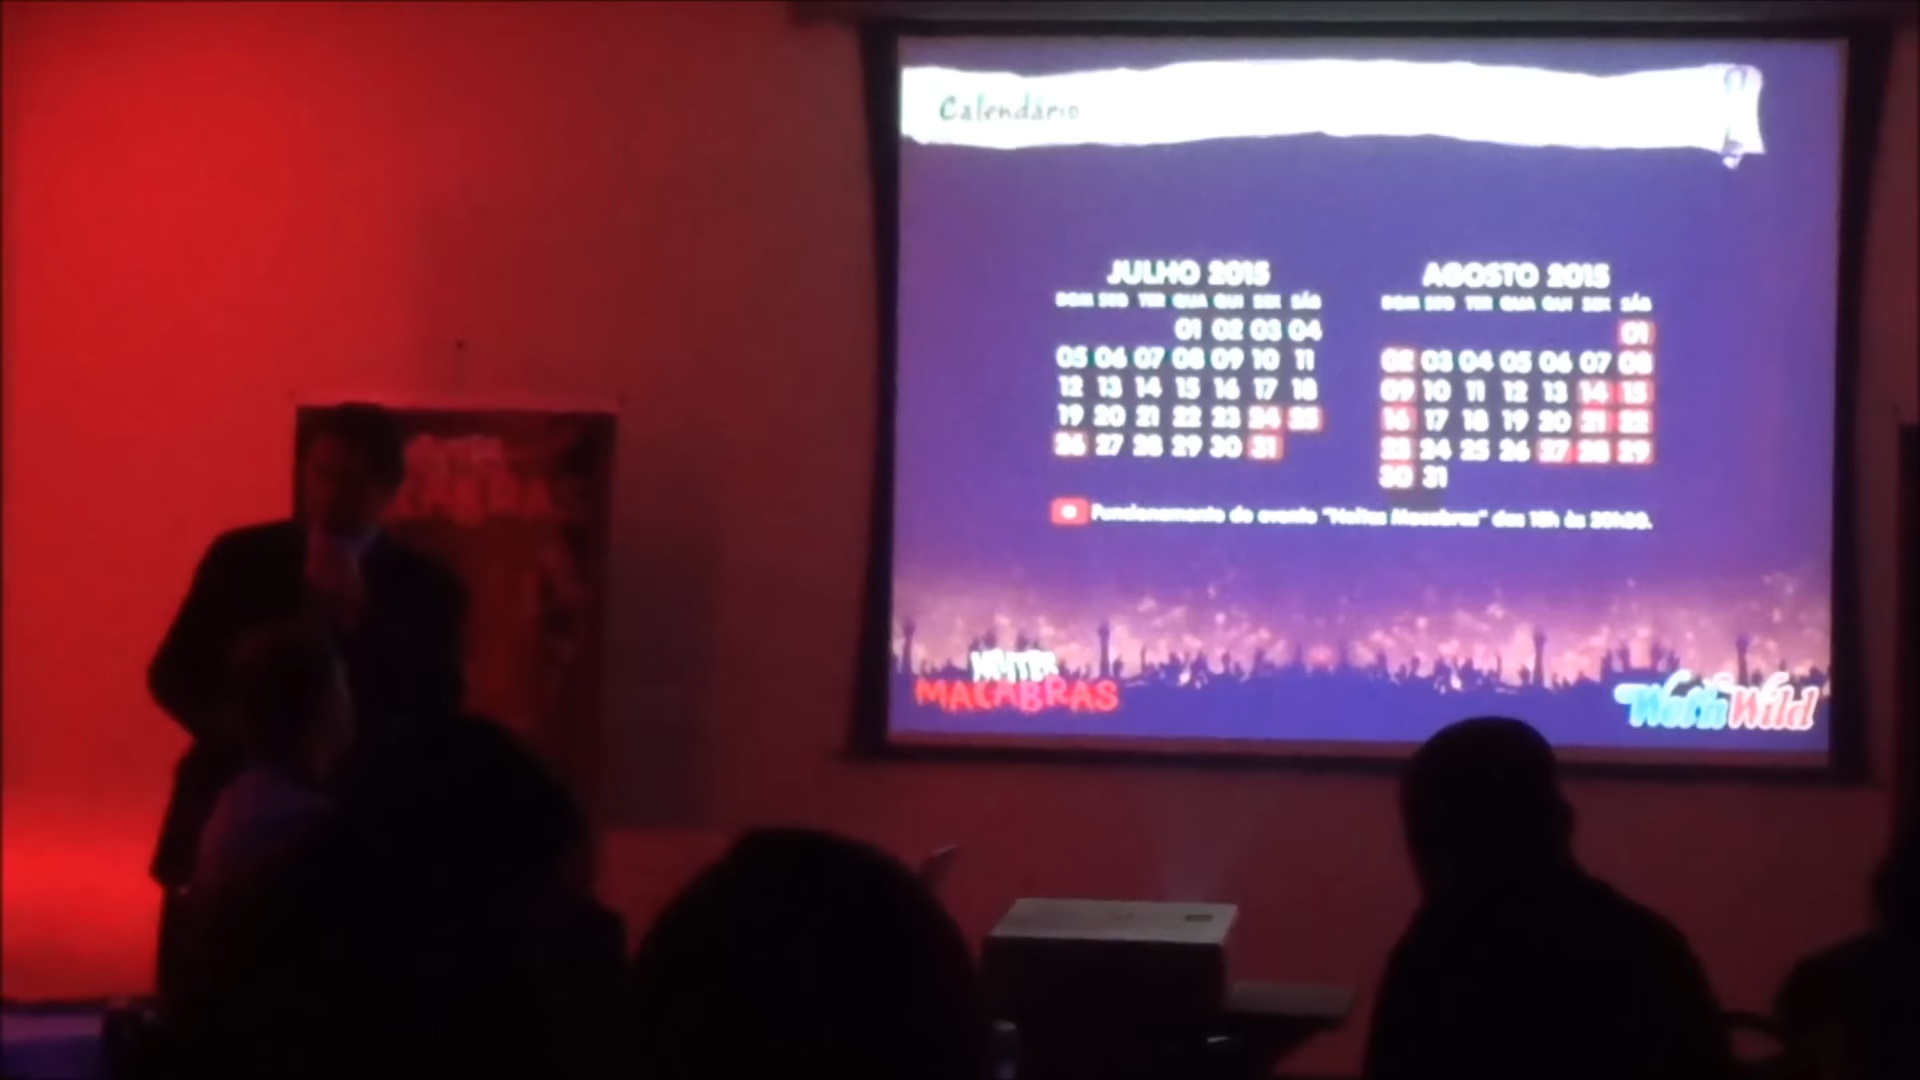 Calendário
JULHO 2015
DOM SEG TER QUA QUI SEX SÁB
01 02 03 04
05 06 07 08 09 10 11
12 13 14 15 16 17 18
19 20 21 22 23 24 25
26 27 28 29 30 31
AGOSTO 2015
DOM SEG TER QUA QUI SEX SÁB
01
02 03 04 05 06 07 08
09 10 11 12 13 14 15
16 17 18 19 20 21 22
23 24 25 26 27 28 29
30 31
Funcionamento do evento "Noites Macabras" das às 20h30.
NOITES
MACABRAS
Wet'n Wild